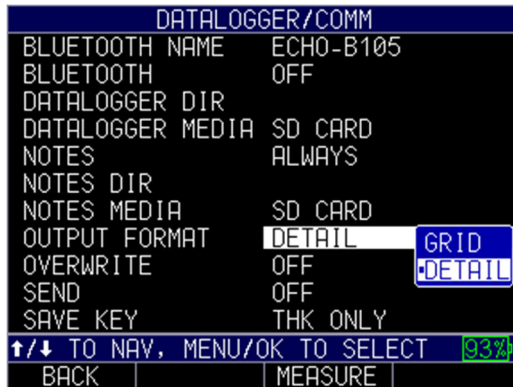 DATALOGGER/COMM
BLUETOOTH NAME ECHO-B105
BLUETOOTH OFF
DATALOGGER DIR
DATALOGGER MEDIA SD CARD
NOTES ALWAYS
NOTES DIR
NOTES MEDIA SD CARD
OUTPUT FORMAT DETAIL GRID
OVERWRITE OFF •DETAIL
SEND OFF
SAVE KEY THK ONLY
↑/↓ TO NAV, MENU/OK TO SELECT 93%
BACK MEASURE